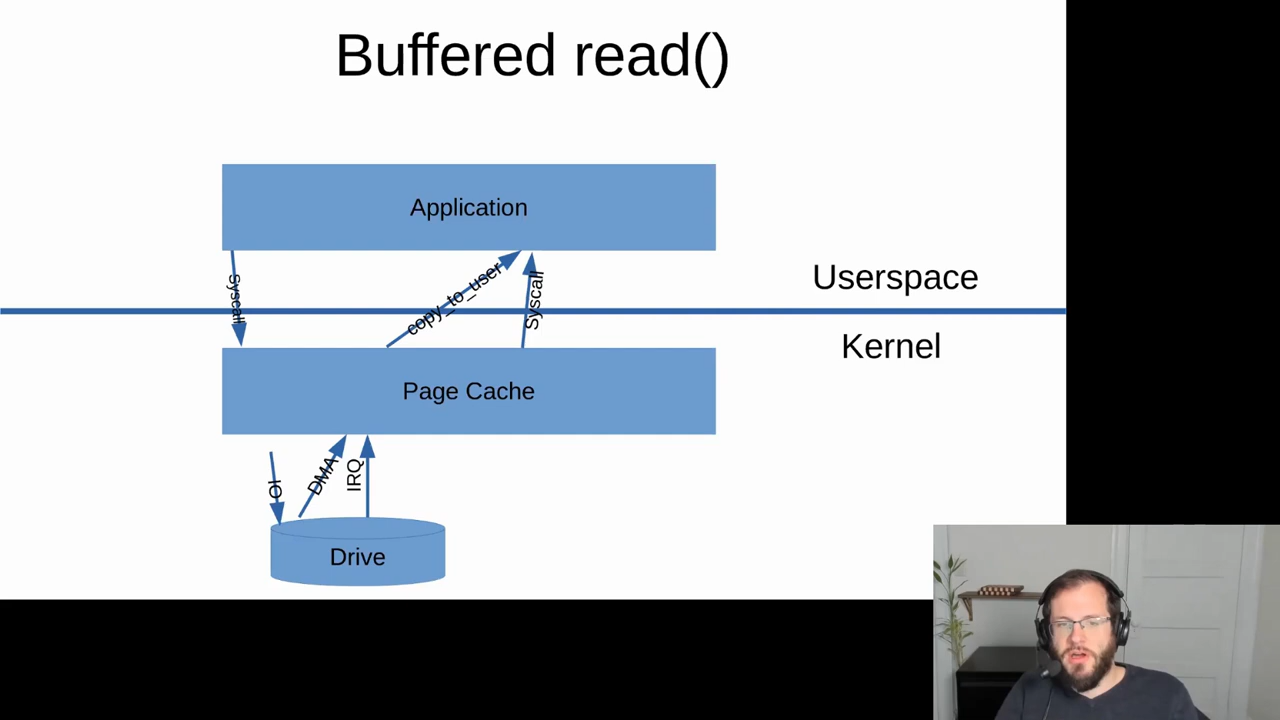 Buffered read()
Application
Syscall
copy_to_user
Syscall
Userspace
Kernel
Page Cache
IO
DMA
IRQ
Drive